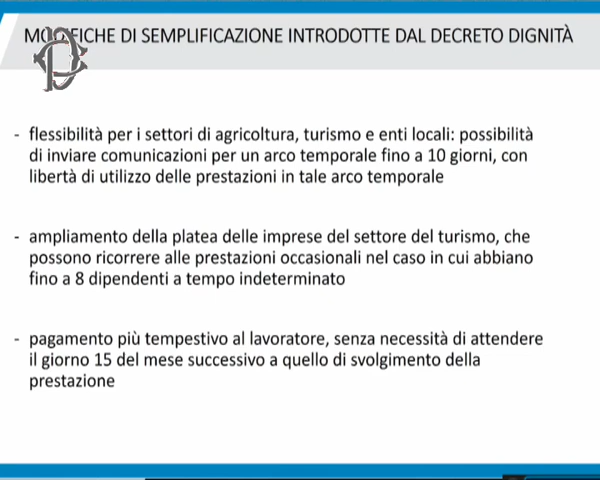 MODIFICHE DI SEMPLIFICAZIONE INTRODOTTE DAL DECRETO DIGNITÀ
- flessibilità per i settori di agricoltura, turismo e enti locali: possibilità
di inviare comunicazioni per un arco temporale fino a 10 giorni, con
libertà di utilizzo delle prestazioni in tale arco temporale
- ampliamento della platea delle imprese del settore del turismo, che
possono ricorrere alle prestazioni occasionali nel caso in cui abbiano
fino a 8 dipendenti a tempo indeterminato
- pagamento più tempestivo al lavoratore, senza necessità di attendere
il giorno 15 del mese successivo a quello di svolgimento della
prestazione